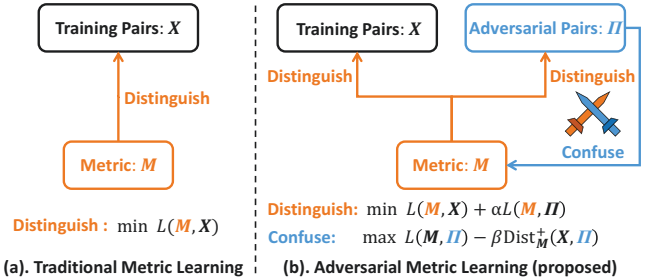 Training Pairs: X
Distinguish
Metric: M
Distinguish : min L(M, X)
(a). Traditional Metric Learning
Training Pairs: X
Adversarial Pairs: Π
Distinguish
Distinguish
Confuse
Metric: M
Distinguish: min L(M, X) + αL(M, Π)
Confuse: max L(M, Π) − βDist⁺_M(X, Π)
(b). Adversarial Metric Learning (proposed)